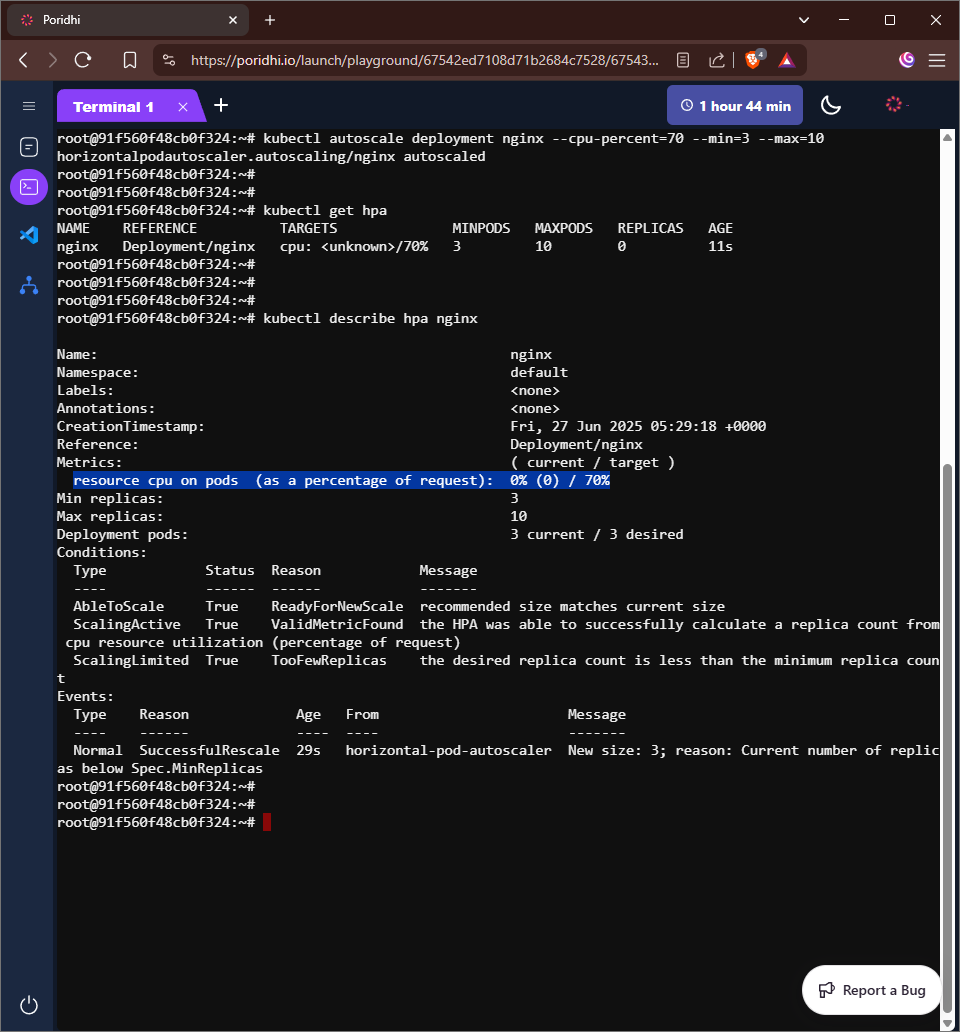 Poridhi
https://poridhi.io/launch/playground/67542ed7108d71b2684c7528/67543...
4
Terminal 1
1 hour 44 min
root@91f560f48cb0f324:~# kubectl autoscale deployment nginx --cpu-percent=70 --min=3 --max=10
horizontalpodautoscaler.autoscaling/nginx autoscaled
root@91f560f48cb0f324:~#
root@91f560f48cb0f324:~#
root@91f560f48cb0f324:~# kubectl get hpa
NAME    REFERENCE          TARGETS              MINPODS   MAXPODS   REPLICAS   AGE
nginx   Deployment/nginx   cpu: <unknown>/70%   3         10        0          11s
root@91f560f48cb0f324:~#
root@91f560f48cb0f324:~#
root@91f560f48cb0f324:~#
root@91f560f48cb0f324:~# kubectl describe hpa nginx
Name:                                                  nginx
Namespace:                                             default
Labels:                                                <none>
Annotations:                                           <none>
CreationTimestamp:                                     Fri, 27 Jun 2025 05:29:18 +0000
Reference:                                             Deployment/nginx
Metrics:                                               ( current / target )
  resource cpu on pods  (as a percentage of request):  0% (0) / 70%
Min replicas:                                          3
Max replicas:                                          10
Deployment pods:                                       3 current / 3 desired
Conditions:
  Type            Status  Reason            Message
  ----            ------  ------            -------
  AbleToScale     True    ReadyForNewScale  recommended size matches current size
  ScalingActive   True    ValidMetricFound  the HPA was able to successfully calculate a replica count from
 cpu resource utilization (percentage of request)
  ScalingLimited  True    TooFewReplicas    the desired replica count is less than the minimum replica coun
t
Events:
  Type    Reason             Age   From                       Message
  ----    ------             ----  ----                       -------
  Normal  SuccessfulRescale  29s   horizontal-pod-autoscaler  New size: 3; reason: Current number of replic
as below Spec.MinReplicas
root@91f560f48cb0f324:~#
root@91f560f48cb0f324:~#
root@91f560f48cb0f324:~#
Report a Bug